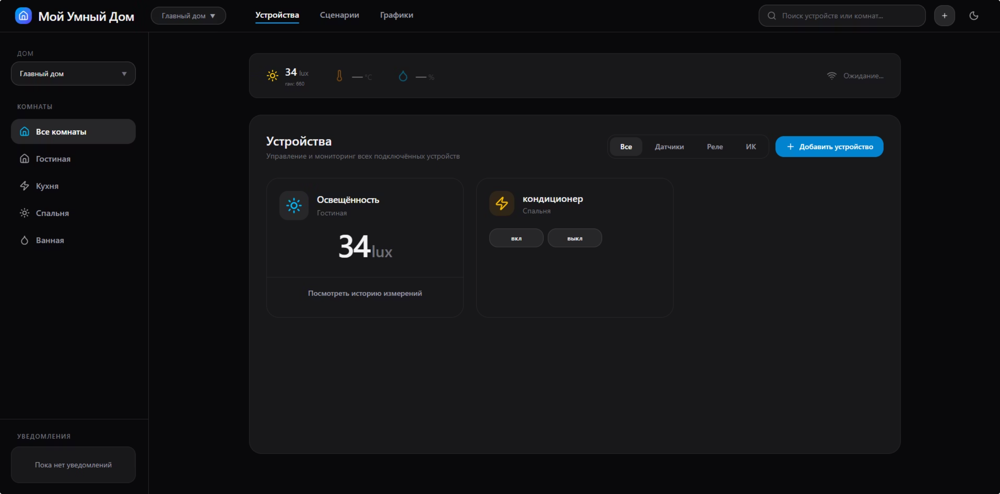 Мой Умный Дом
Главный дом ▼
Устройства
Сценарии
Графики
Поиск устройств или комнат...
+
ДОМ
Главный дом ▼
КОМНАТЫ
Все комнаты
Гостиная
Кухня
Спальня
Ванная
УВЕДОМЛЕНИЯ
Пока нет уведомлений
34 lux
raw: 660
— °C
— %
Ожидание...
Устройства
Управление и мониторинг всех подключённых устройств
Все
Датчики
Реле
ИК
+ Добавить устройство
Освещённость
Гостиная
34lux
Посмотреть историю измерений
кондиционер
Спальня
вкл
выкл